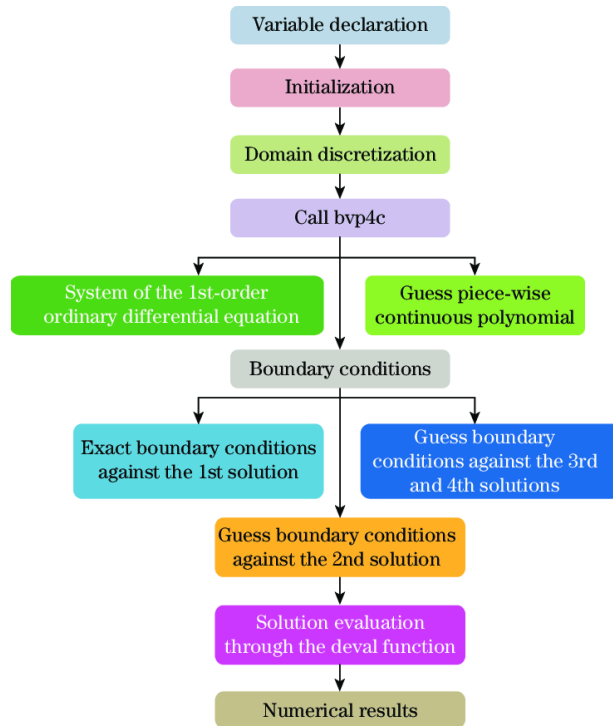 Variable declaration
Initialization
Domain discretization
Call bvp4c
System of the 1st-order
ordinary differential equation
Guess piece-wise
continuous polynomial
Boundary conditions
Exact boundary conditions
against the 1st solution
Guess boundary
conditions against the 3rd
and 4th solutions
Guess boundary conditions
against the 2nd solution
Solution evaluation
through the deval function
Numerical results